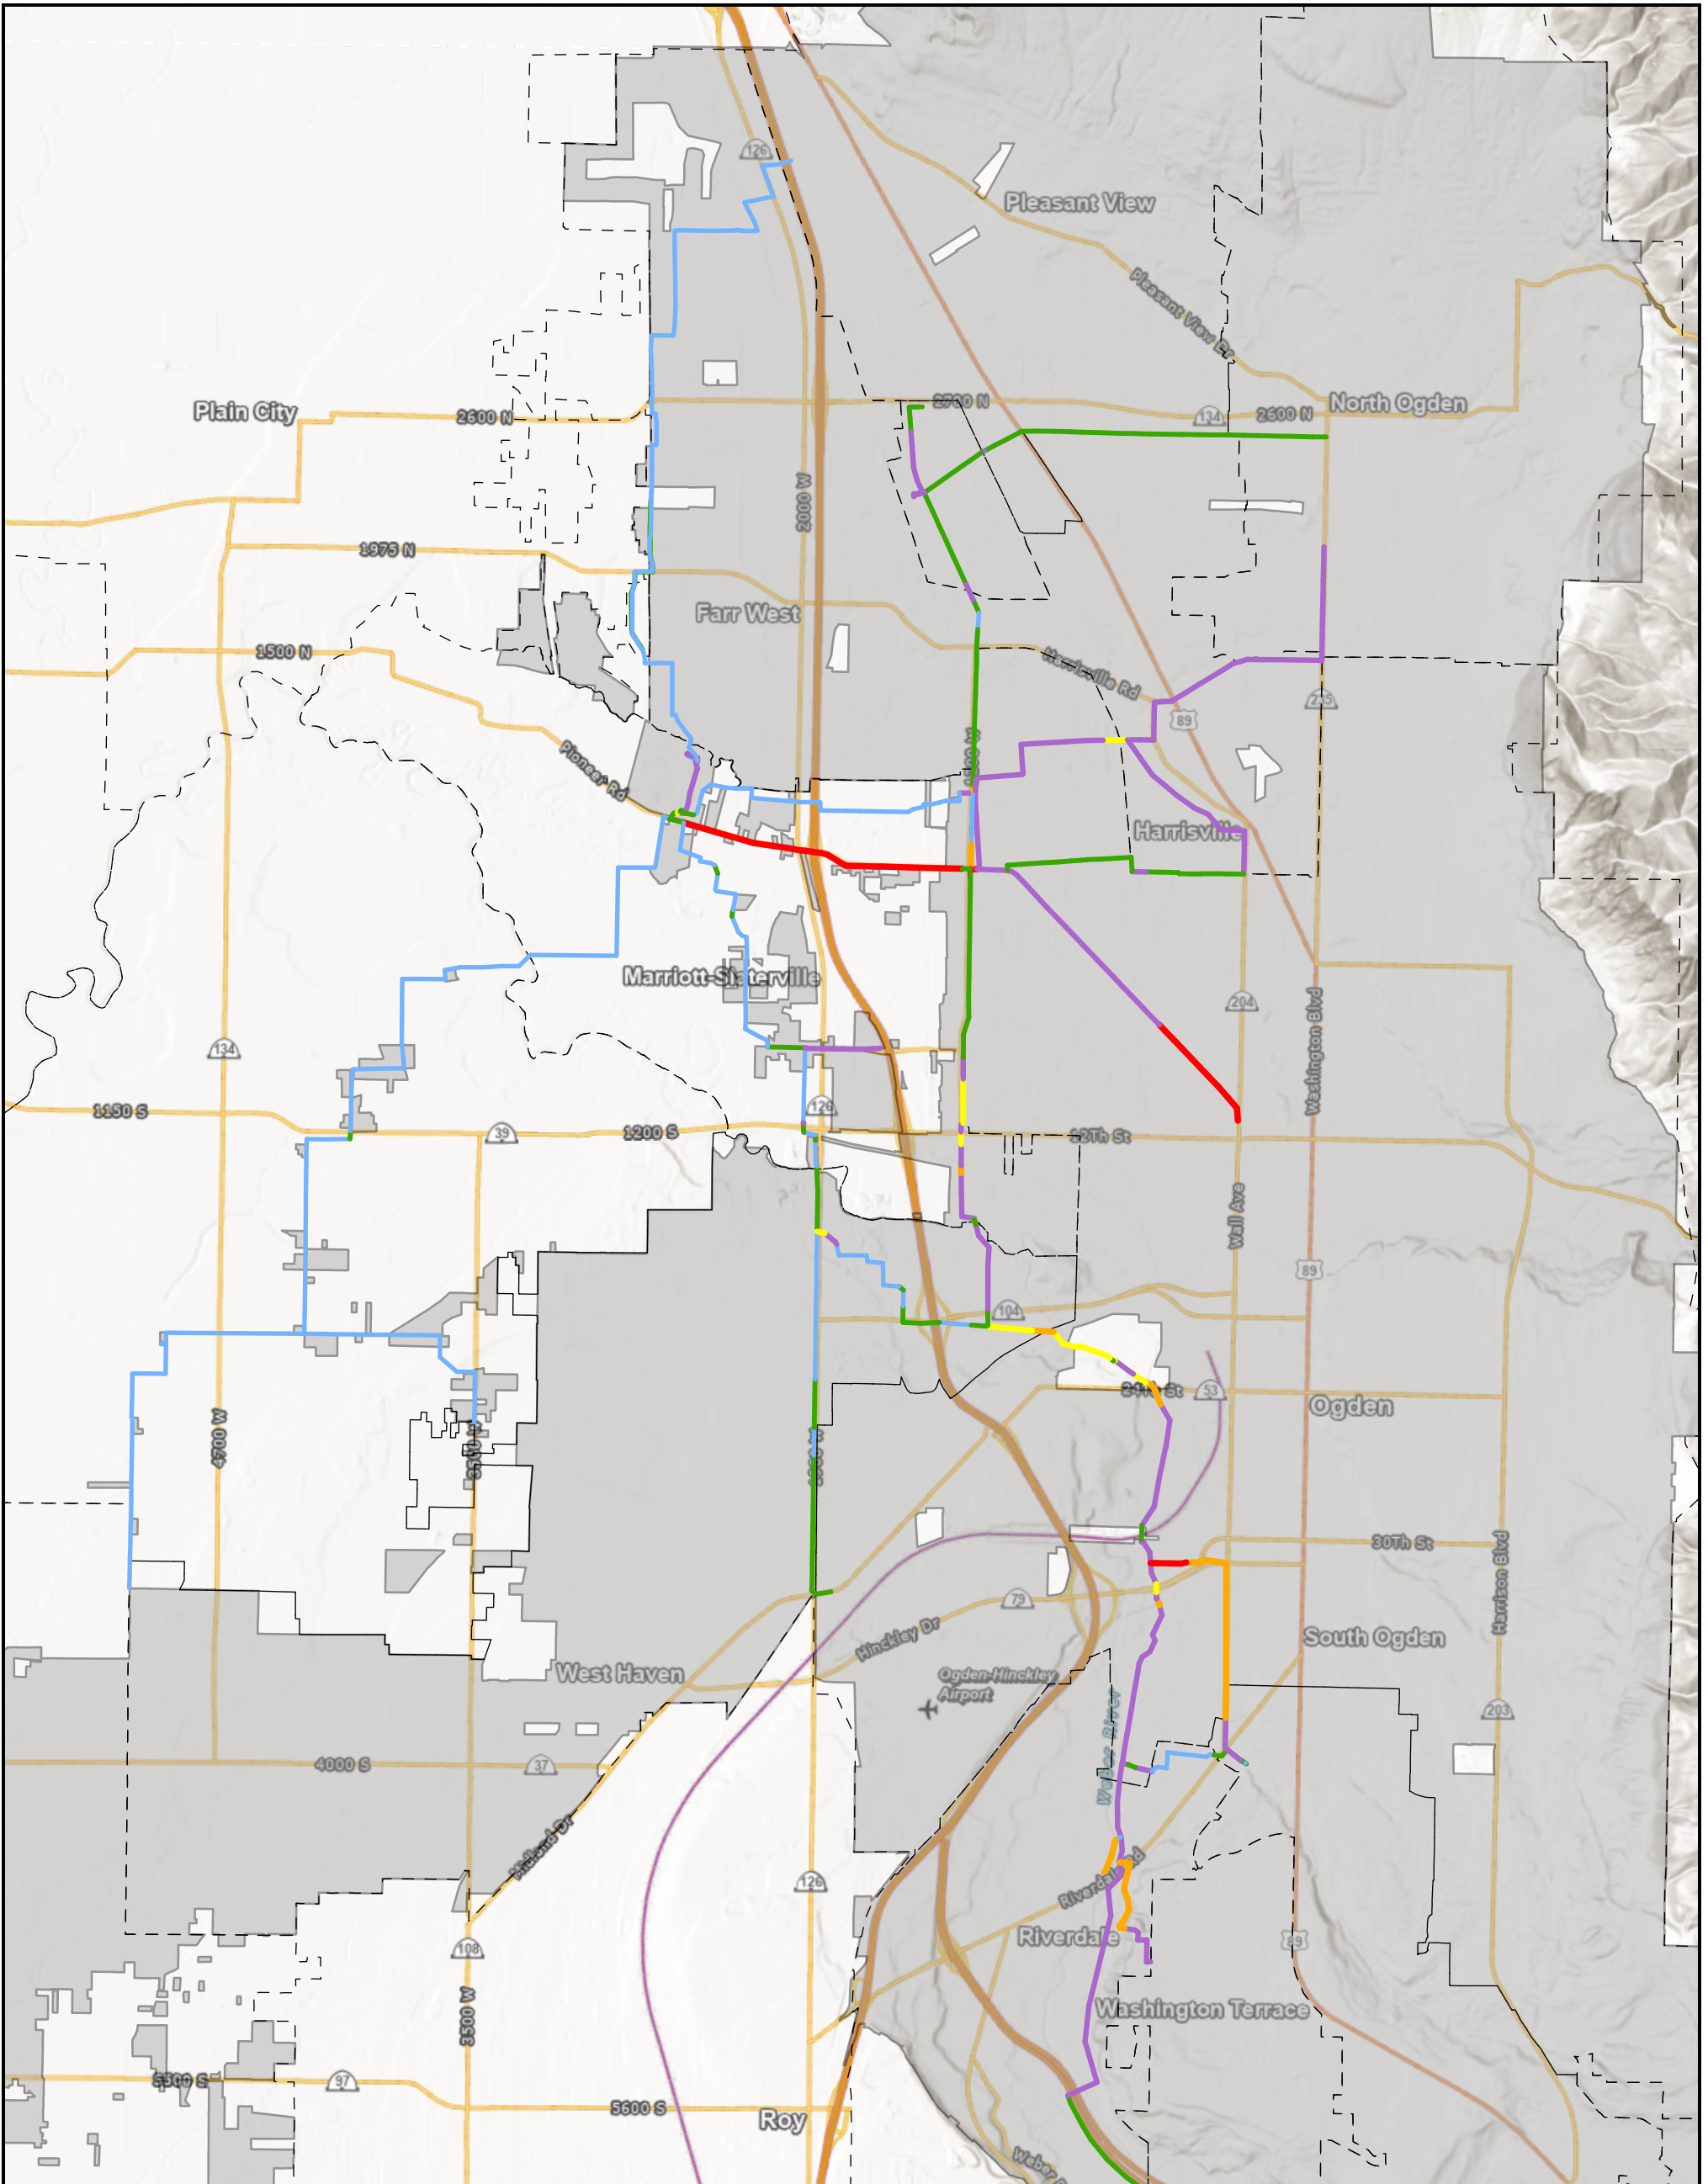 126
Pleasant View
Pleasant View Dr
Plain City
2600 N
2700 N
134
2600 N
North Ogden
2000 W
1975 N
Farr West
1500 N
Harrisville Rd
89
235
Pioneer Rd
Harrisville
Marriott-Slaterville
204
Washington Blvd
134
1150 S
39
1200 S
126
12Th St
Wall Ave
89
104
24Th St
53
Ogden
4700 W
3500 W
30Th St
Harrison Blvd
79
Hinckley Dr
South Ogden
West Haven
Ogden-Hinckley
Airport
Weber River
203
4000 S
37
Midland Dr
126
Riverdale Rd
Riverdale
89
108
Washington Terrace
3500 W
5500 S
97
5600 S
Roy